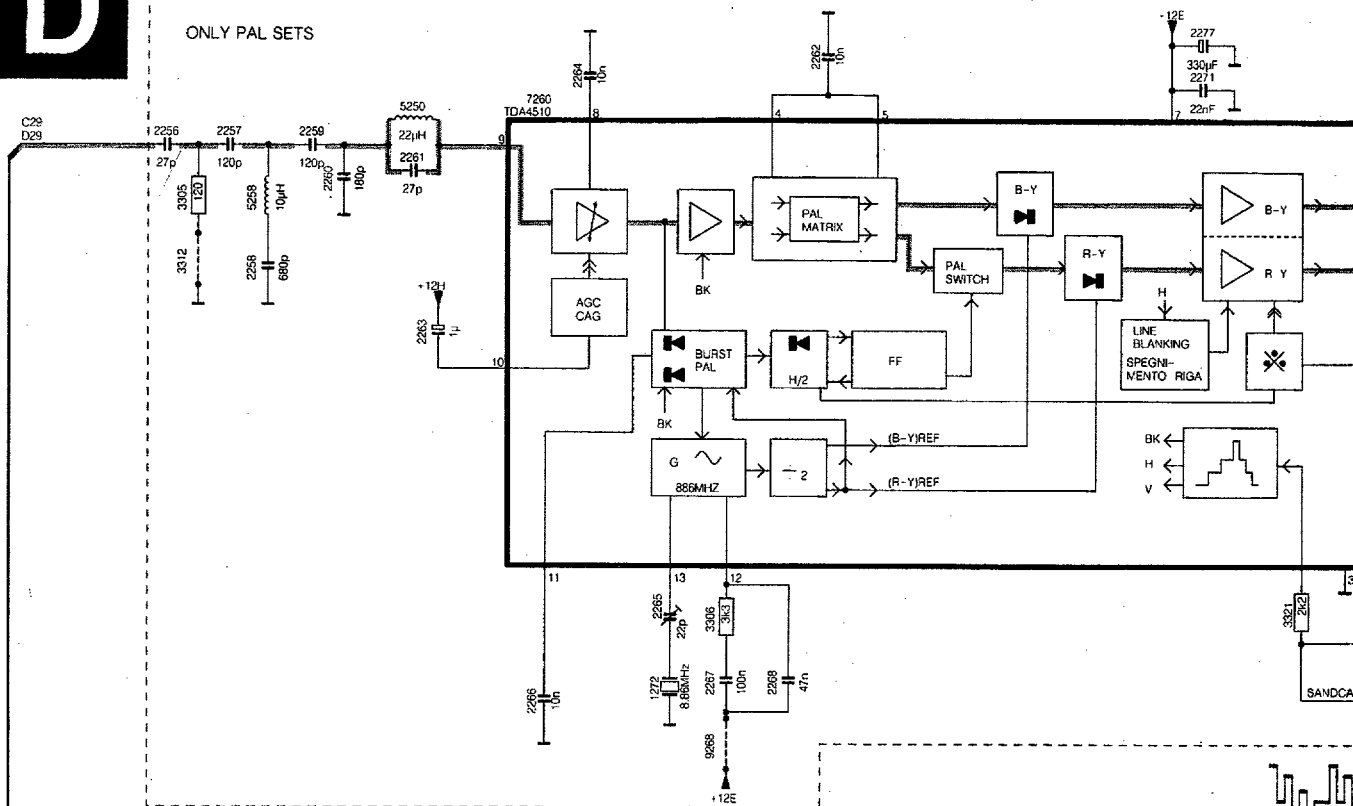 D
ONLY PAL SETS
-12E
2277
330µF
2271
22nF
7
2264
10n
8
2262
10n
7260
TDA4510
4
5
C29
D29
2256
27p
2257
120p
2259
120p
5250
22µH
2261
27p
2260
180p
9
3305
120
5258
10µH
3312
2258
680p
PAL
MATRIX
B-Y
B-Y
R-Y
R Y
PAL
SWITCH
BK
AGC
CAG
+12H
2263
1µ
10
BURST
PAL
H/2
FF
H
LINE
BLANKING
SPEGNI-
MENTO RIGA
BK
G
886MHZ
2
(B-Y)REF
(R-Y)REF
BK
H
V
11
13
12
3
2265
22p
3306
3k3
3321
2k2
2266
10n
1272
8.86MHz
2267
100n
2268
47n
SANDCA
9268
+12E